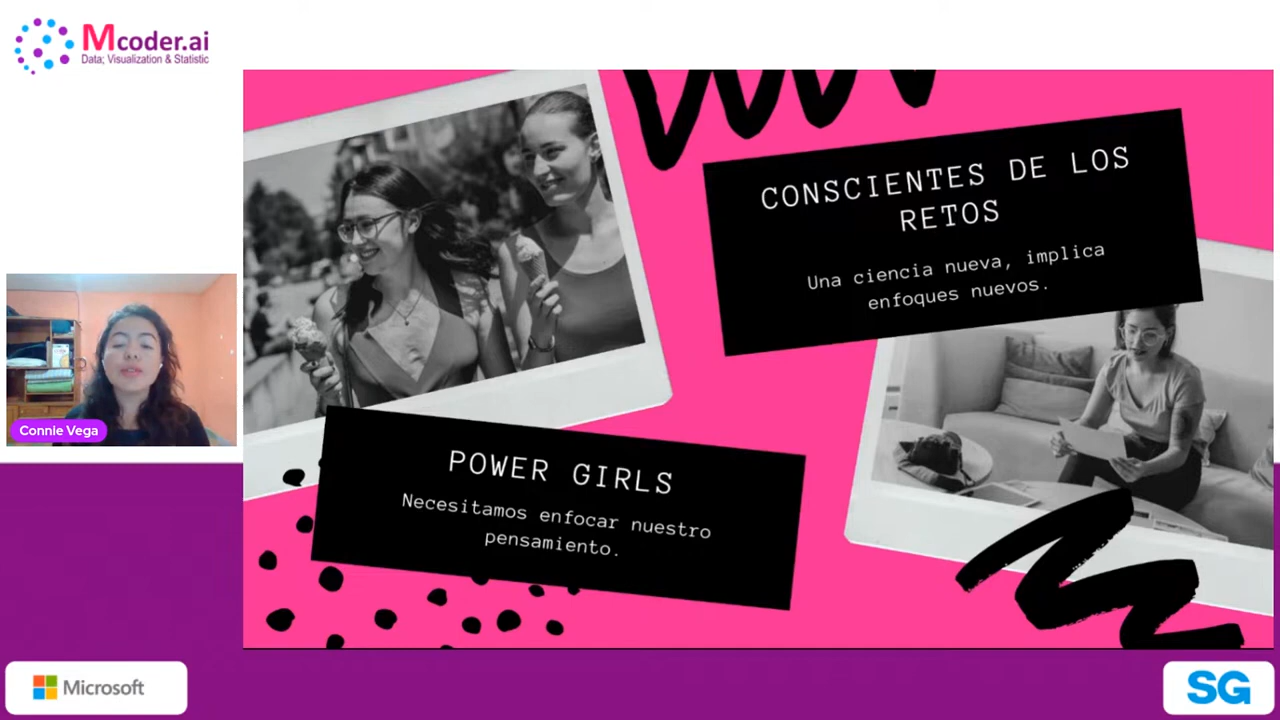 Mcoder.ai
Data; Visualization & Statistic
CONSCIENTES DE LOS
RETOS
Una ciencia nueva, implica
enfoques nuevos.
POWER GIRLS
Necesitamos enfocar nuestro
pensamiento.
Connie Vega
Microsoft
SG